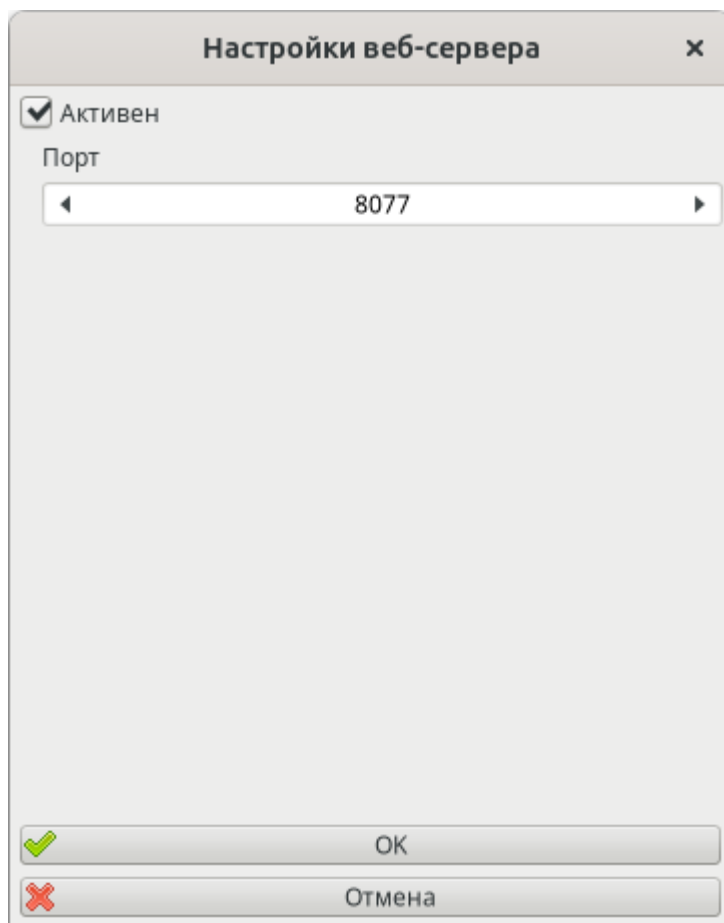 Настройки веб-сервера
Активен
Порт
8077
OK
Отмена